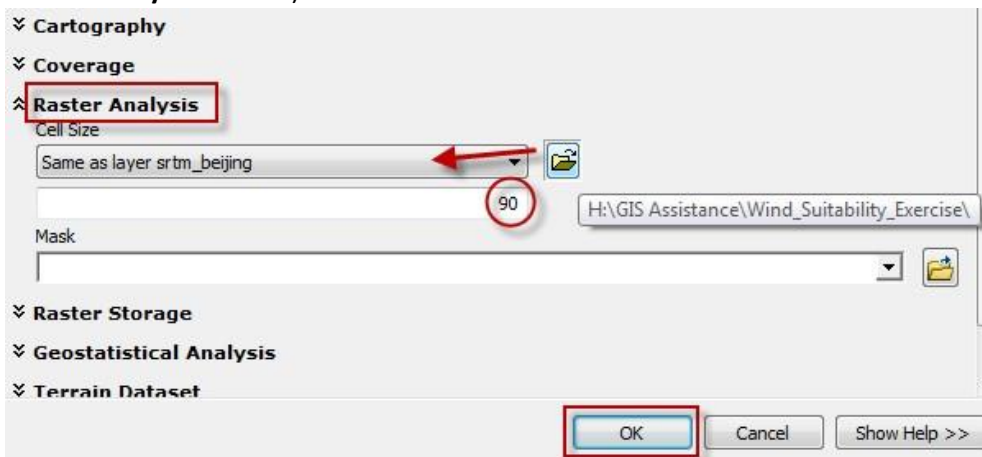 Cartography
Coverage
Raster Analysis
Cell Size
Same as layer srtm_beijing
90
H:\GIS Assistance\Wind_Suitability_Exercise\
Mask
Raster Storage
Geostatistical Analysis
Terrain Dataset
OK Cancel Show Help >>